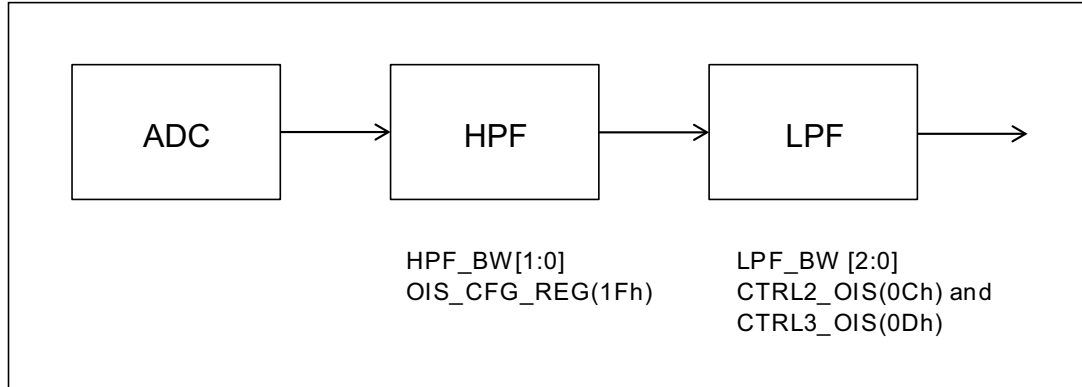 ADC
HPF
LPF
HPF_BW[1:0]
OIS_CFG_REG(1Fh)
LPF_BW [2:0]
CTRL2_OIS(0Ch) and
CTRL3_OIS(0Dh)